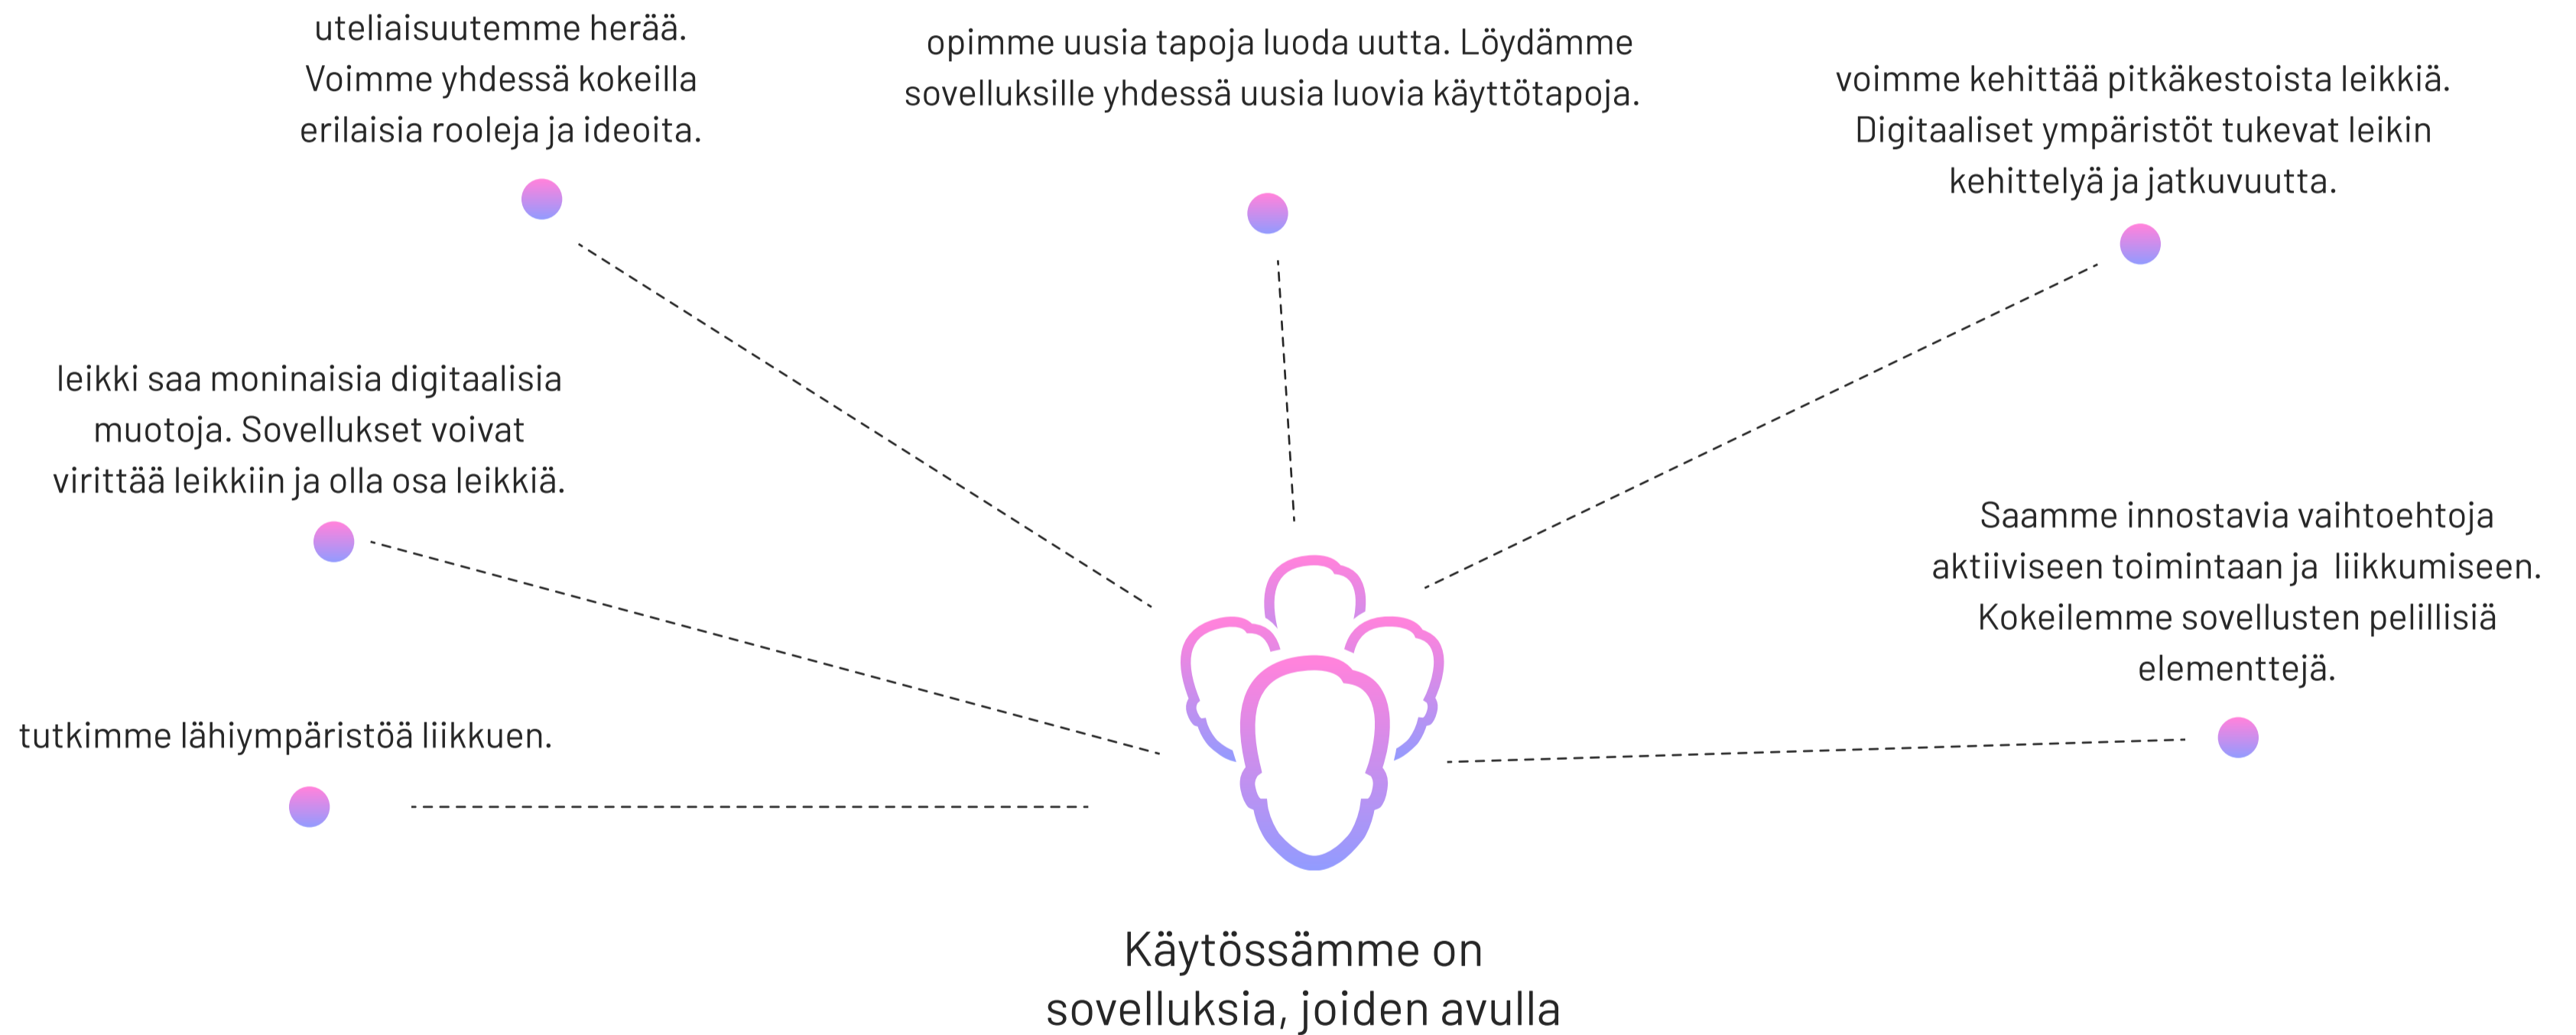 uteliaisuutemme herää.
Voimme yhdessä kokeilla
erilaisia rooleja ja ideoita.
opimme uusia tapoja luoda uutta. Löydämme
sovelluksille yhdessä uusia luovia käyttötapoja.
voimme kehittää pitkäkestoista leikkiä.
Digitaaliset ympäristöt tukevat leikin
kehittelyä ja jatkuvuutta.
leikki saa moninaisia digitaalisia
muotoja. Sovellukset voivat
virittää leikkiin ja olla osa leikkiä.
Saamme innostavia vaihtoehtoja
aktiiviseen toimintaan ja  liikkumiseen.
Kokeilemme sovellusten pelillisiä
elementtejä.
tutkimme lähiympäristöä liikkuen.
Käytössämme on
sovelluksia, joiden avulla